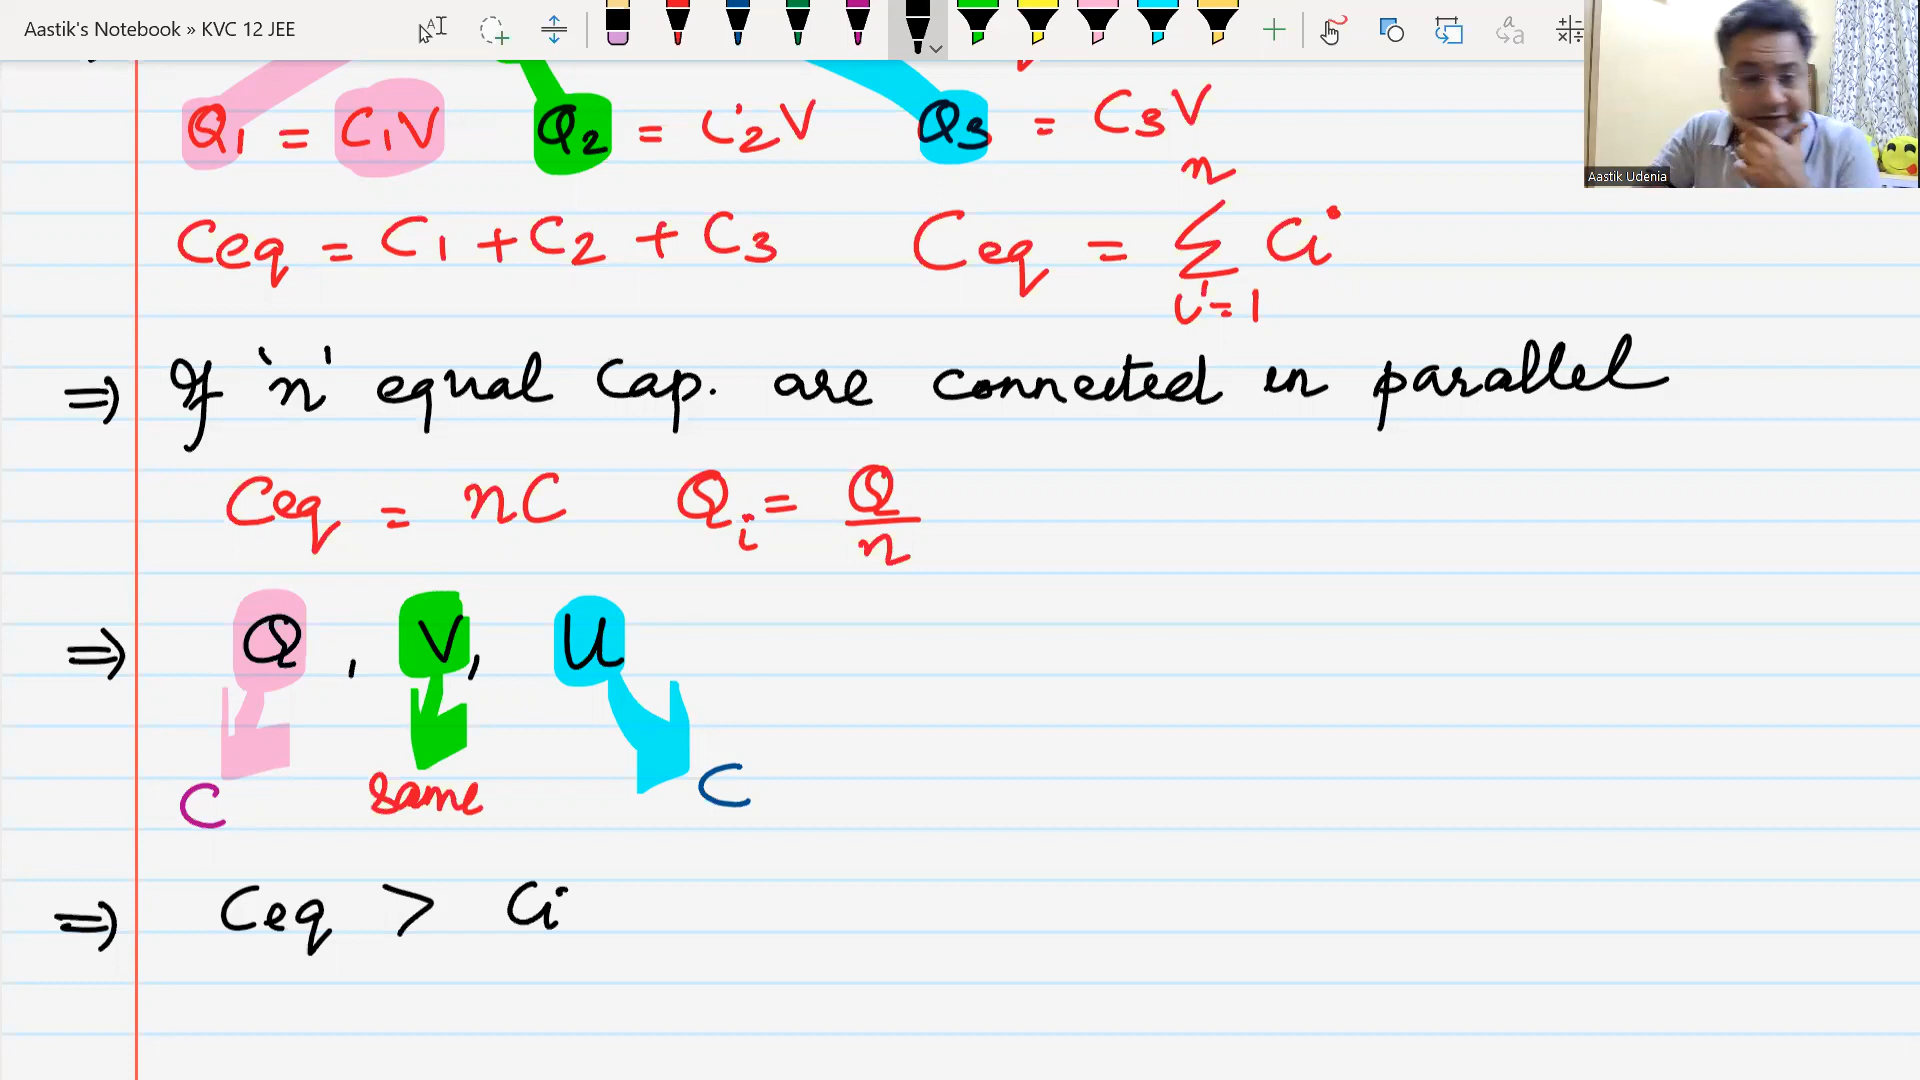 Aastik's Notebook » KVC 12 JEE
Aastik Udenia
Q1 = C1V Q2 = C2V Q3 = C3V
Ceq = C1 + C2 + C3 Ceq = n∑i=1 Ci
⇒ If 'n' equal Cap. are connected in parallel
Ceq = nC Qi = Q/n
⇒ Q , V, U
C same C
⇒ Ceq > Ci